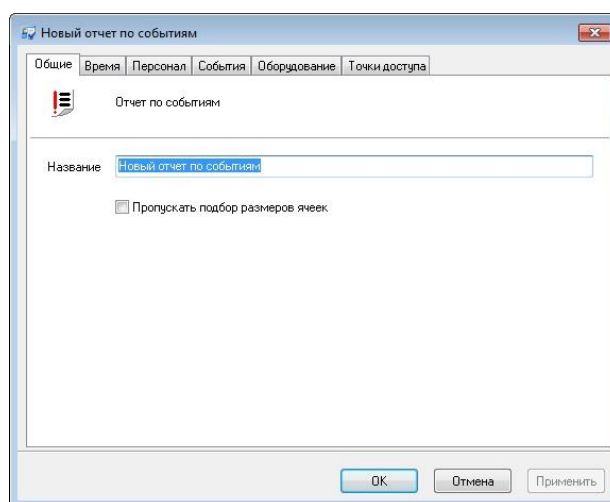 Новый отчет по событиям
Общие Время Персонал События Оборудование Точки доступа
Отчет по событиям
Название Новый отчет по событиям
Пропускать подбор размеров ячеек
OK Отмена Применить